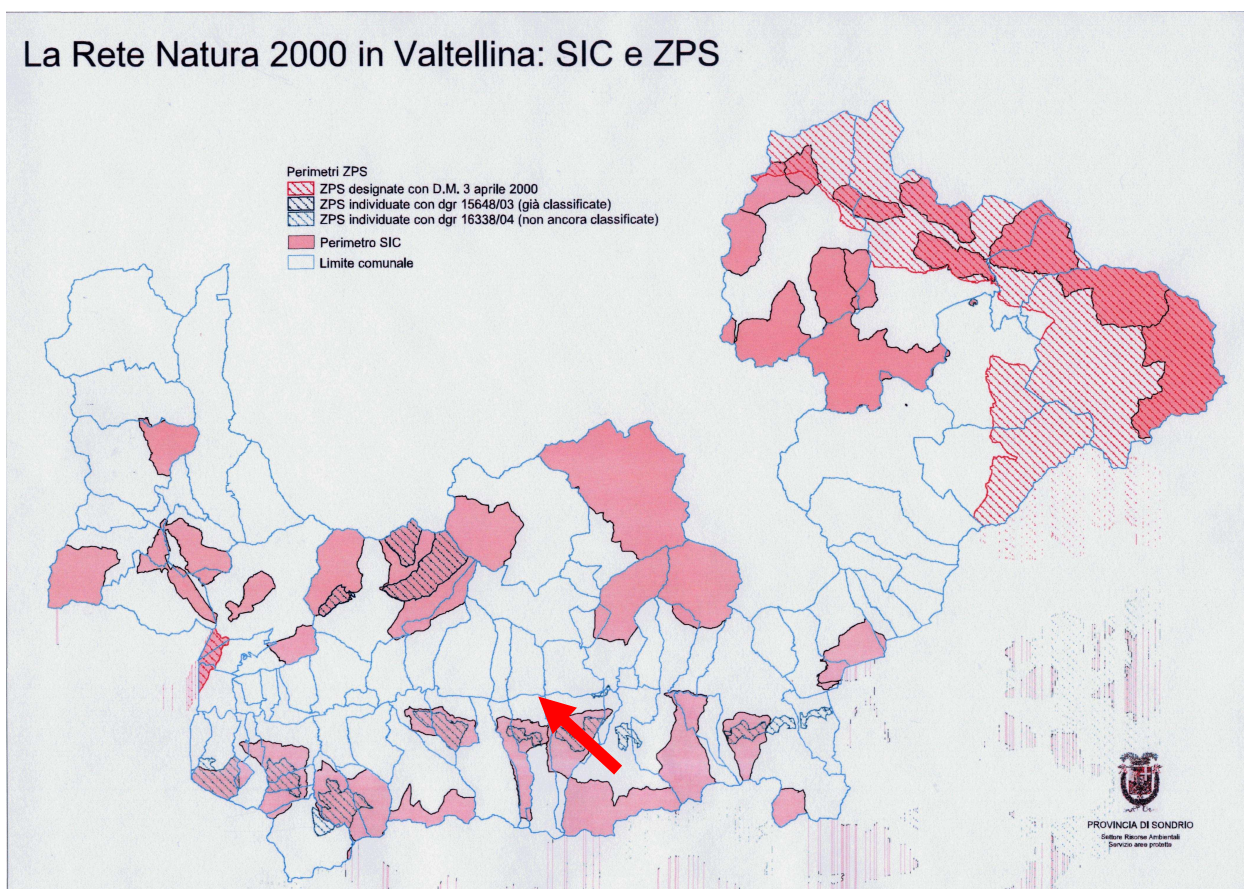 La Rete Natura 2000 in Valtellina: SIC e ZPS
Perimetri ZPS
ZPS designate con D.M. 3 aprile 2000
ZPS individuate con dgr 15648/03 (già classificate)
ZPS individuate con dgr 16338/04 (non ancora classificate)
Perimetro SIC
Limite comunale
PROVINCIA DI SONDRIO
Settore Risorse Ambientali
Servizio aree protette